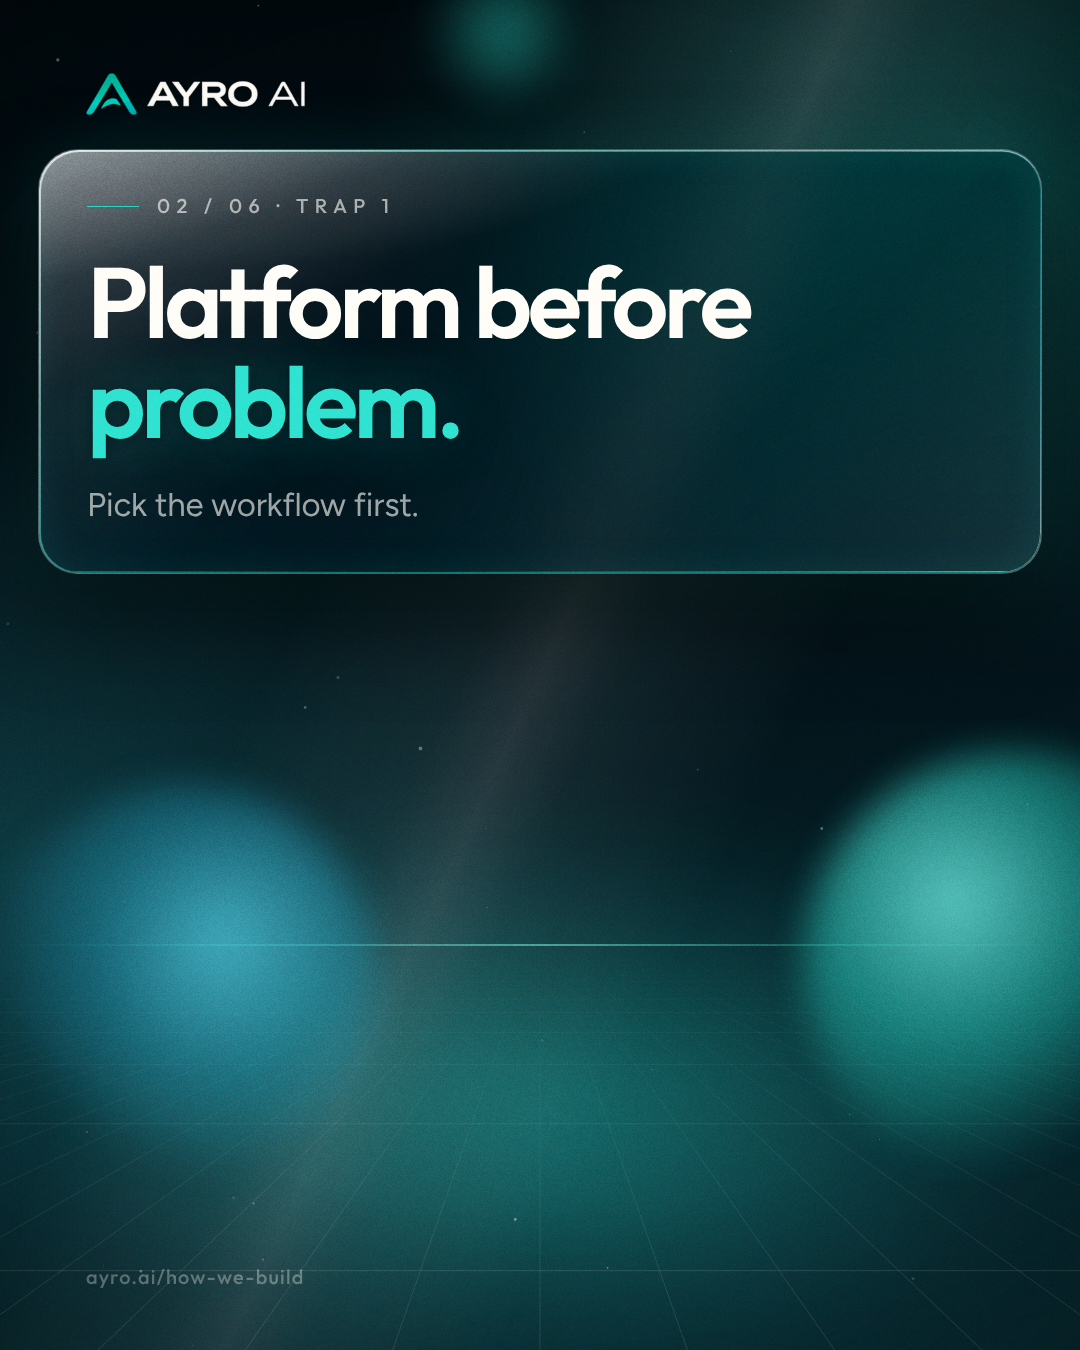 AYRO AI
02 / 06 · TRAP 1
Platform before
problem.
Pick the workflow first.
ayro.ai/how-we-build